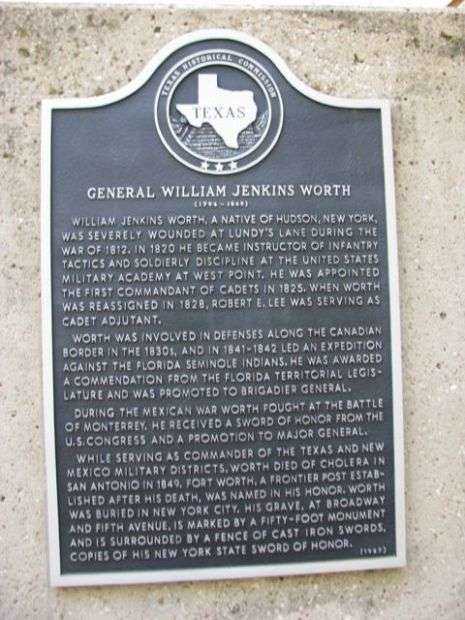 TEXAS HISTORICAL COMMISSION
TEXAS
GENERAL WILLIAM JENKINS WORTH
(1794-1849)
WILLIAM JENKINS WORTH, A NATIVE OF HUDSON, NEW YORK,
WAS SEVERELY WOUNDED AT LUNDY'S LANE DURING THE
WAR OF 1812. IN 1820 HE BECAME INSTRUCTOR OF INFANTRY
TACTICS AND SOLDIERLY DISCIPLINE AT THE UNITED STATES
MILITARY ACADEMY AT WEST POINT. HE WAS APPOINTED
THE FIRST COMMANDANT OF CADETS IN 1825. WHEN WORTH
WAS REASSIGNED IN 1828, ROBERT E. LEE WAS SERVING AS
CADET ADJUTANT.
WORTH WAS INVOLVED IN DEFENSES ALONG THE CANADIAN
BORDER IN THE 1830s, AND IN 1841-1842 LED AN EXPEDITION
AGAINST THE FLORIDA SEMINOLE INDIANS. HE WAS AWARDED
A COMMENDATION FROM THE FLORIDA TERRITORIAL LEGIS-
LATURE AND WAS PROMOTED TO BRIGADIER GENERAL.
DURING THE MEXICAN WAR WORTH FOUGHT AT THE BATTLE
OF MONTERREY. HE RECEIVED A SWORD OF HONOR FROM THE
U.S. CONGRESS AND A PROMOTION TO MAJOR GENERAL.
WHILE SERVING AS COMMANDER OF THE TEXAS AND NEW
MEXICO MILITARY DISTRICTS, WORTH DIED OF CHOLERA IN
SAN ANTONIO IN 1849. FORT WORTH, A FRONTIER POST ESTAB-
LISHED AFTER HIS DEATH, WAS NAMED IN HIS HONOR. WORTH
WAS BURIED IN NEW YORK CITY. HIS GRAVE, AT BROADWAY
AND FIFTH AVENUE, IS MARKED BY A FIFTY-FOOT MONUMENT
AND IS SURROUNDED BY A FENCE OF CAST IRON SWORDS,
COPIES OF HIS NEW YORK STATE SWORD OF HONOR.